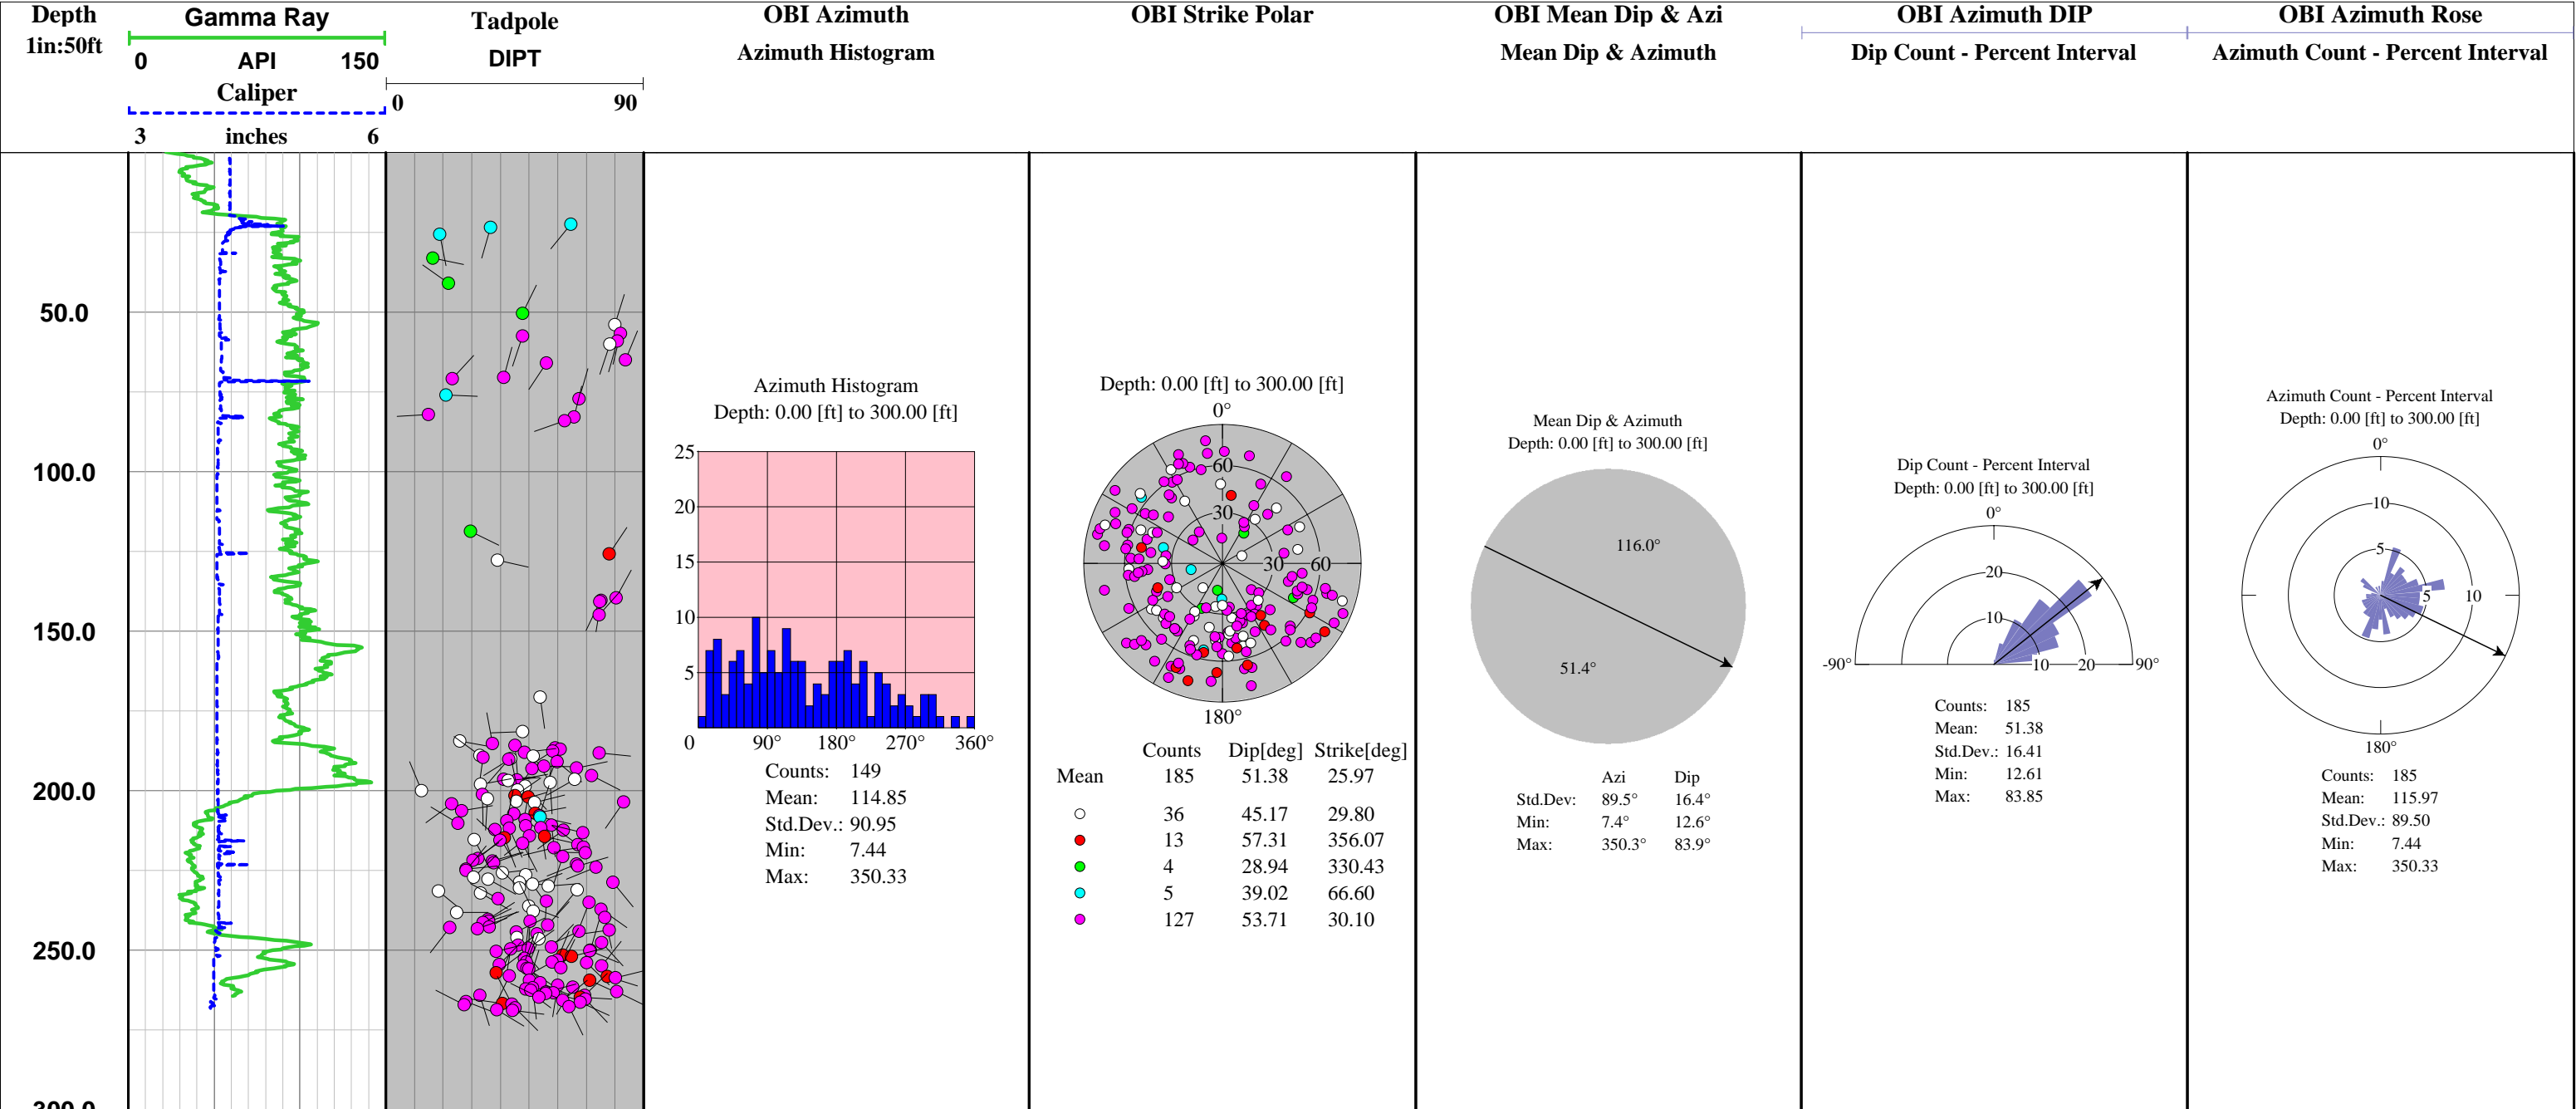 Depth
1in:50ft
Gamma Ray
0 API 150
Caliper
3 inches 6
Tadpole
DIPT
0 90
OBI Azimuth
Azimuth Histogram
OBI Strike Polar
OBI Mean Dip & Azi
Mean Dip & Azimuth
OBI Azimuth DIP
Dip Count - Percent Interval
OBI Azimuth Rose
Azimuth Count - Percent Interval
50.0
100.0
150.0
200.0
250.0
300.0
Azimuth Histogram
Depth: 0.00 [ft] to 300.00 [ft]
25
20
15
10
5
0 90° 180° 270° 360°
Counts: 149
Mean: 114.85
Std.Dev.: 90.95
Min: 7.44
Max: 350.33
Depth: 0.00 [ft] to 300.00 [ft]
0°
60
30
30 60
180°
Counts Dip[deg] Strike[deg]
Mean 185 51.38 25.97
36 45.17 29.80
13 57.31 356.07
4 28.94 330.43
5 39.02 66.60
127 53.71 30.10
Mean Dip & Azimuth
Depth: 0.00 [ft] to 300.00 [ft]
116.0°
51.4°
Azi Dip
Std.Dev: 89.5° 16.4°
Min: 7.4° 12.6°
Max: 350.3° 83.9°
Dip Count - Percent Interval
Depth: 0.00 [ft] to 300.00 [ft]
0°
20
10
-90° 10 20 90°
Counts: 185
Mean: 51.38
Std.Dev.: 16.41
Min: 12.61
Max: 83.85
Azimuth Count - Percent Interval
Depth: 0.00 [ft] to 300.00 [ft]
0°
10
5
5 10
180°
Counts: 185
Mean: 115.97
Std.Dev.: 89.50
Min: 7.44
Max: 350.33